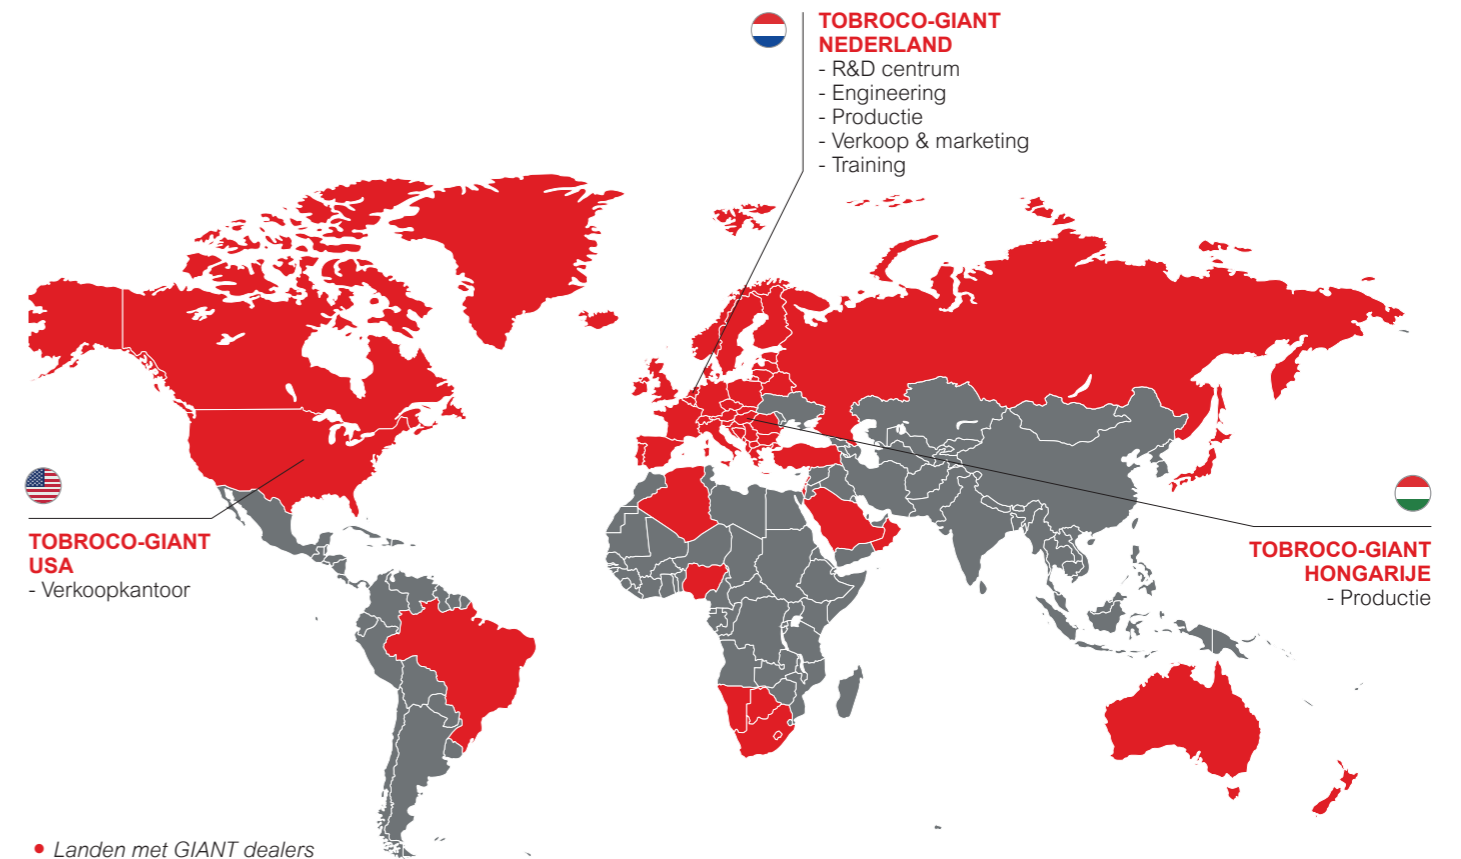 TOBROCO-GIANT
NEDERLAND
- R&D centrum
- Engineering
- Productie
- Verkoop & marketing
- Training
TOBROCO-GIANT
USA
- Verkoopkantoor
TOBROCO-GIANT
HONGARIJE
- Productie
• Landen met GIANT dealers